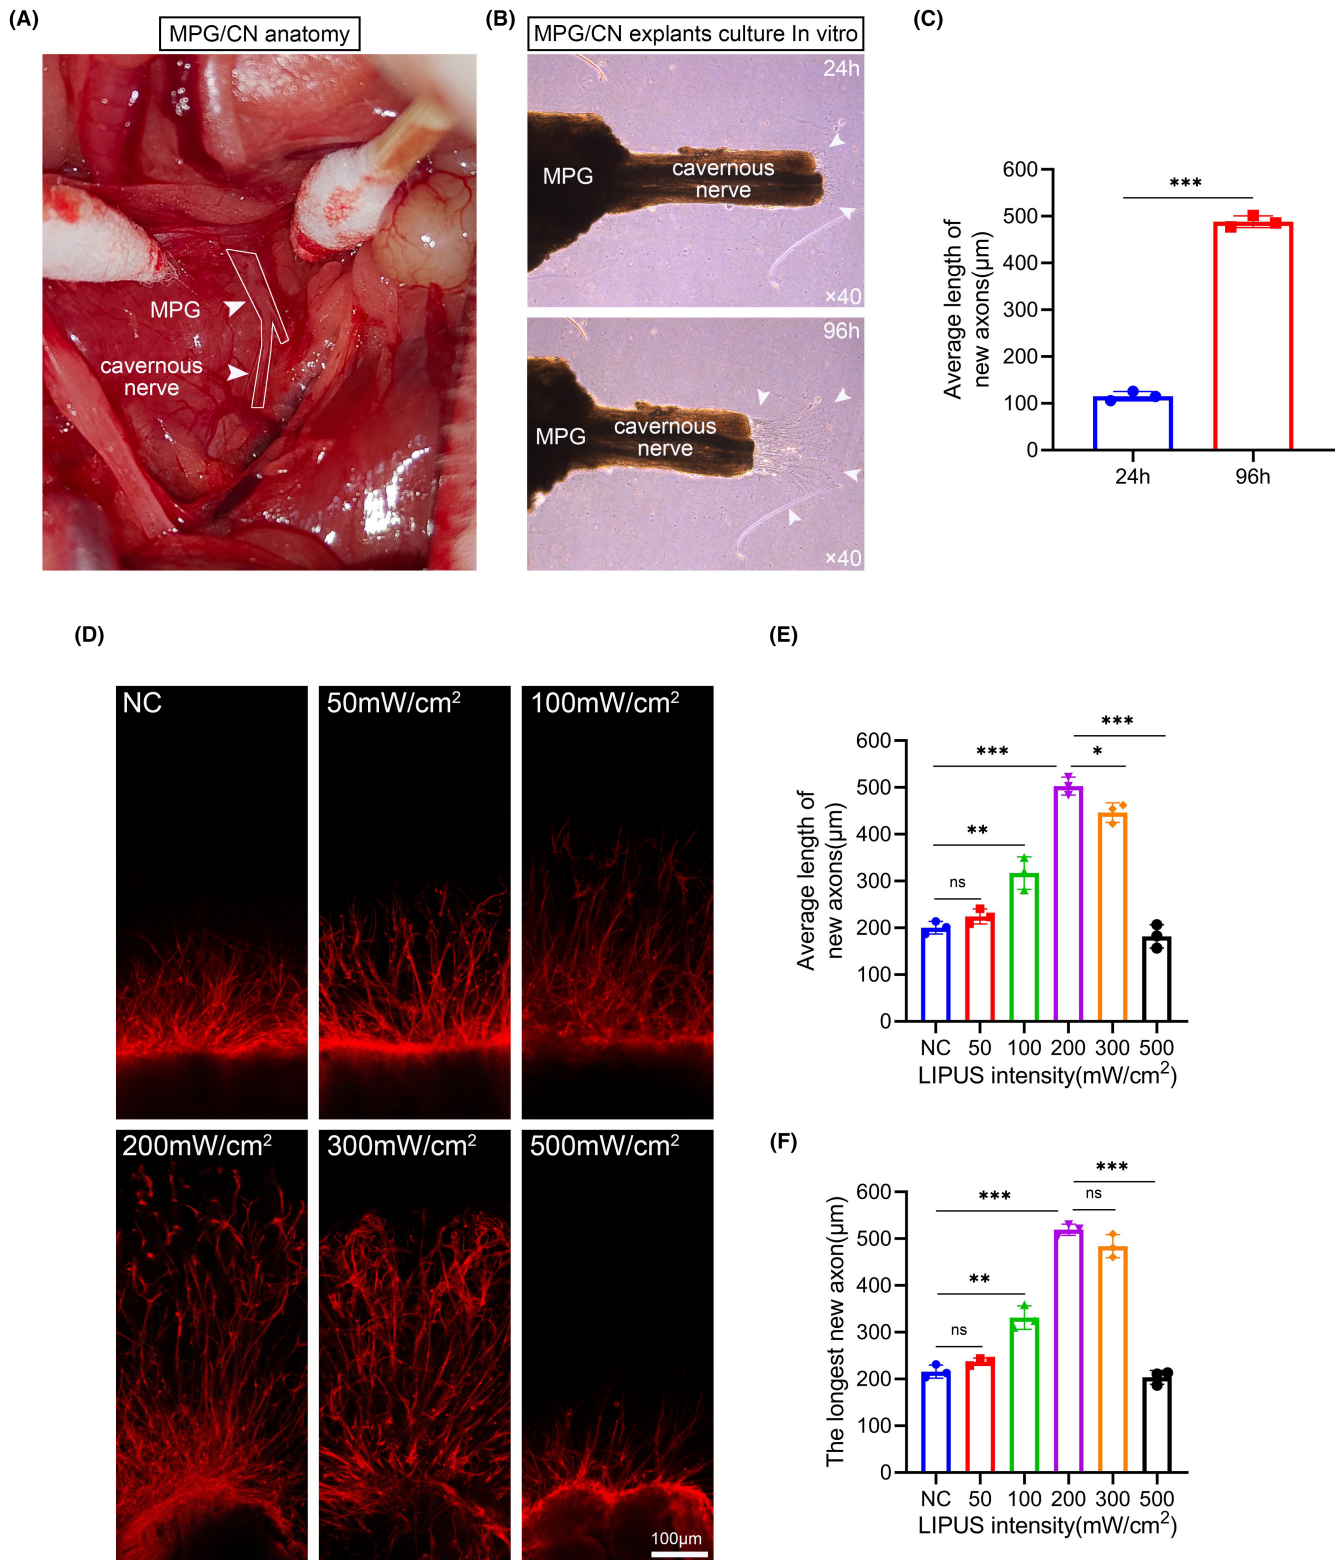 (A)
MPG/CN anatomy
MPG
cavernous
nerve
(B)
MPG/CN explants culture In vitro
24h
MPG
cavernous
nerve
×40
96h
MPG
cavernous
nerve
×40
(C)
Average length of
new axons(μm)
600
500
400
300
200
100
0
***
24h
96h
(D)
NC
50mW/cm²
100mW/cm²
200mW/cm²
300mW/cm²
500mW/cm²
100μm
(E)
Average length of
new axons(μm)
600
500
400
300
200
100
0
***
***
*
**
ns
NC 50 100 200 300 500
LIPUS intensity(mW/cm²)
(F)
The longest new axon(μm)
600
500
400
300
200
100
0
***
***
ns
**
ns
NC 50 100 200 300 500
LIPUS intensity(mW/cm²)